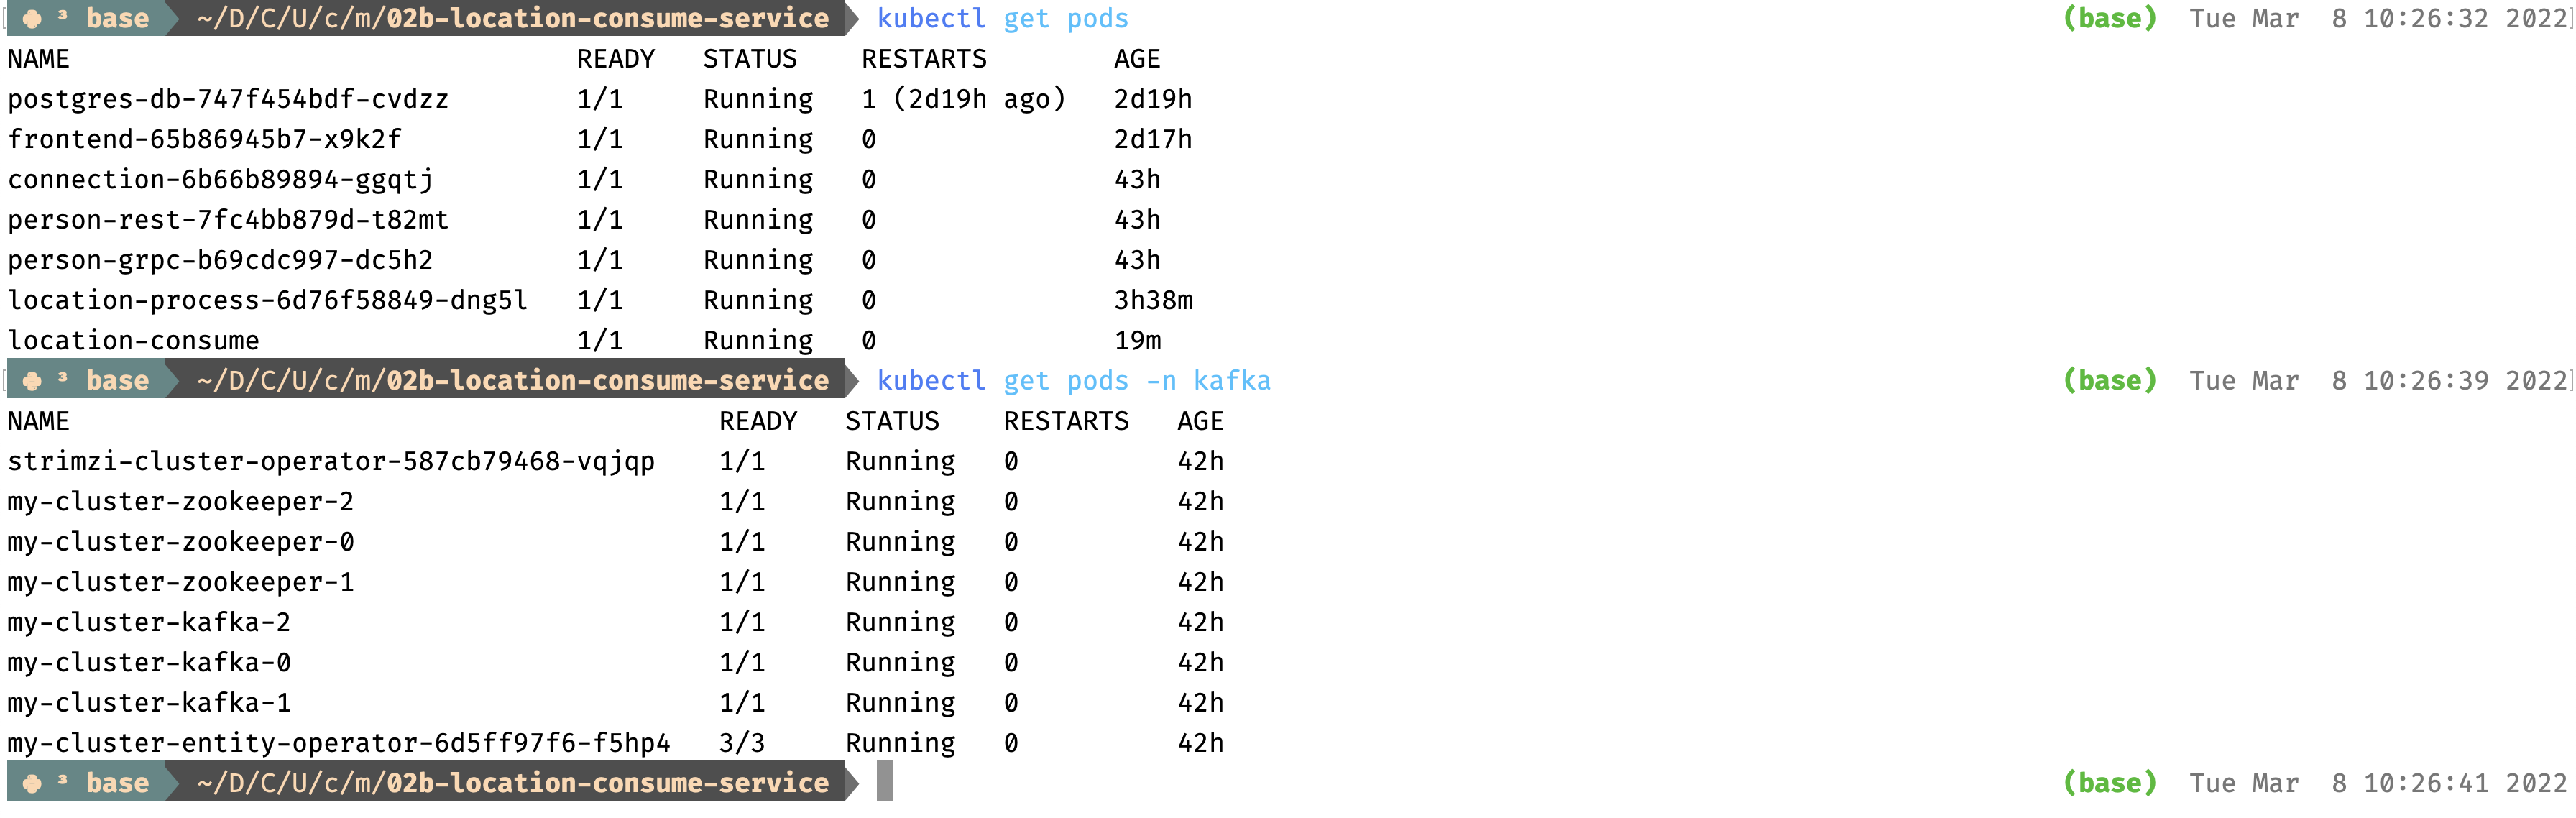 ³ base ~/D/C/U/c/m/02b-location-consume-service kubectl get pods (base) Tue Mar 8 10:26:32 2022
NAME READY STATUS RESTARTS AGE
postgres-db-747f454bdf-cvdzz 1/1 Running 1 (2d19h ago) 2d19h
frontend-65b86945b7-x9k2f 1/1 Running 0 2d17h
connection-6b66b89894-ggqtj 1/1 Running 0 43h
person-rest-7fc4bb879d-t82mt 1/1 Running 0 43h
person-grpc-b69cdc997-dc5h2 1/1 Running 0 43h
location-process-6d76f58849-dng5l 1/1 Running 0 3h38m
location-consume 1/1 Running 0 19m
³ base ~/D/C/U/c/m/02b-location-consume-service kubectl get pods -n kafka (base) Tue Mar 8 10:26:39 2022
NAME READY STATUS RESTARTS AGE
strimzi-cluster-operator-587cb79468-vqjqp 1/1 Running 0 42h
my-cluster-zookeeper-2 1/1 Running 0 42h
my-cluster-zookeeper-0 1/1 Running 0 42h
my-cluster-zookeeper-1 1/1 Running 0 42h
my-cluster-kafka-2 1/1 Running 0 42h
my-cluster-kafka-0 1/1 Running 0 42h
my-cluster-kafka-1 1/1 Running 0 42h
my-cluster-entity-operator-6d5ff97f6-f5hp4 3/3 Running 0 42h
³ base ~/D/C/U/c/m/02b-location-consume-service (base) Tue Mar 8 10:26:41 2022